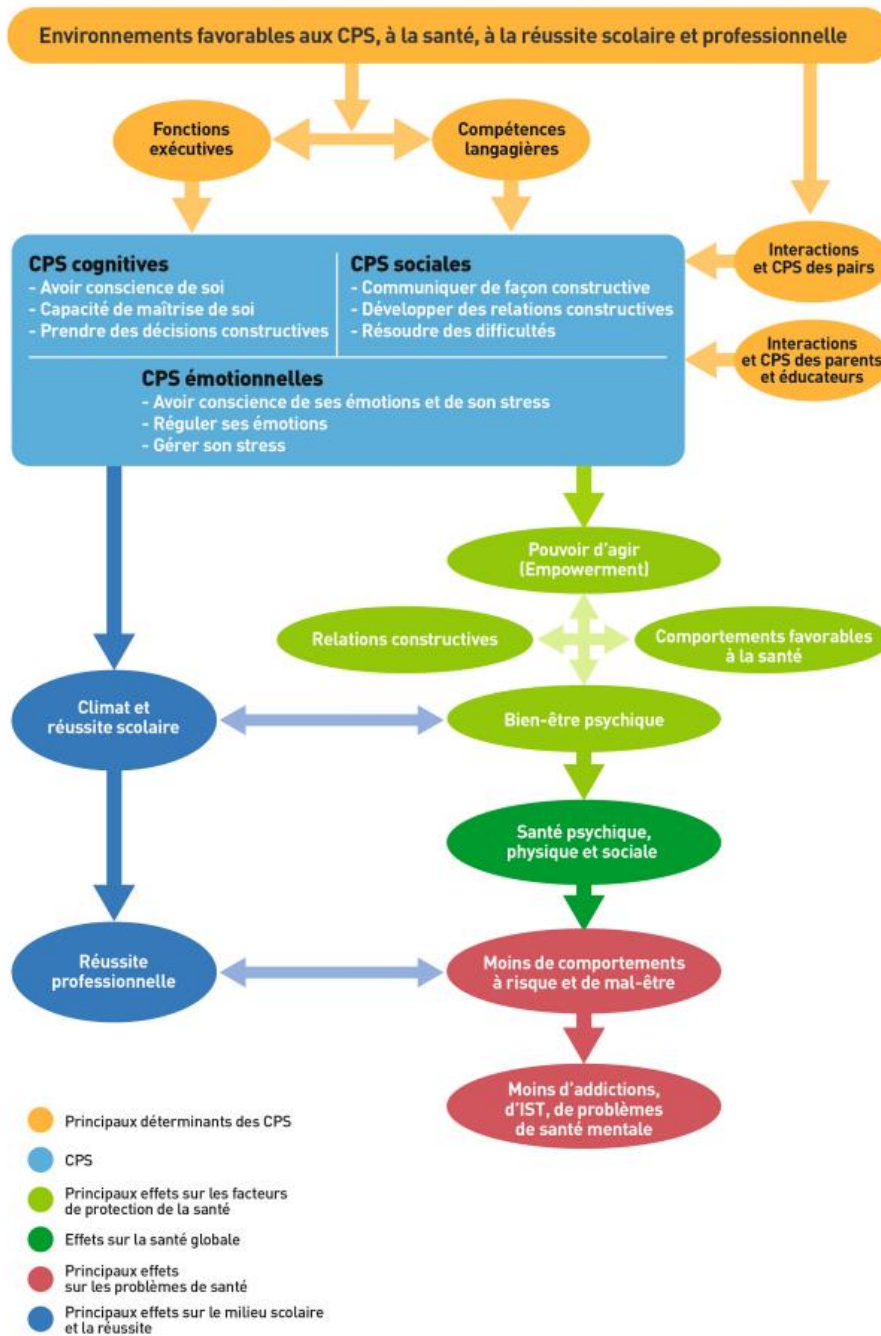 Environnements favorables aux CPS, à la santé, à la réussite scolaire et professionnelle
Fonctions
exécutives
Compétences
langagières
CPS cognitives
- Avoir conscience de soi
- Capacité de maîtrise de soi
- Prendre des décisions constructives
CPS sociales
- Communiquer de façon constructive
- Développer des relations constructives
- Résoudre des difficultés
Interactions
et CPS des pairs
Interactions
et CPS des parents
et éducateurs
CPS émotionnelles
- Avoir conscience de ses émotions et de son stress
- Réguler ses émotions
- Gérer son stress
Pouvoir d'agir
(Empowerment)
Relations constructives
Comportements favorables
à la santé
Climat et
réussite scolaire
Bien-être psychique
Santé psychique,
physique et sociale
Réussite
professionnelle
Moins de comportements
à risque et de mal-être
Moins d'addictions,
d'IST, de problèmes
de santé mentale
Principaux déterminants des CPS
CPS
Principaux effets sur les facteurs
de protection de la santé
Effets sur la santé globale
Principaux effets
sur les problèmes de santé
Principaux effets sur le milieu scolaire
et la réussite